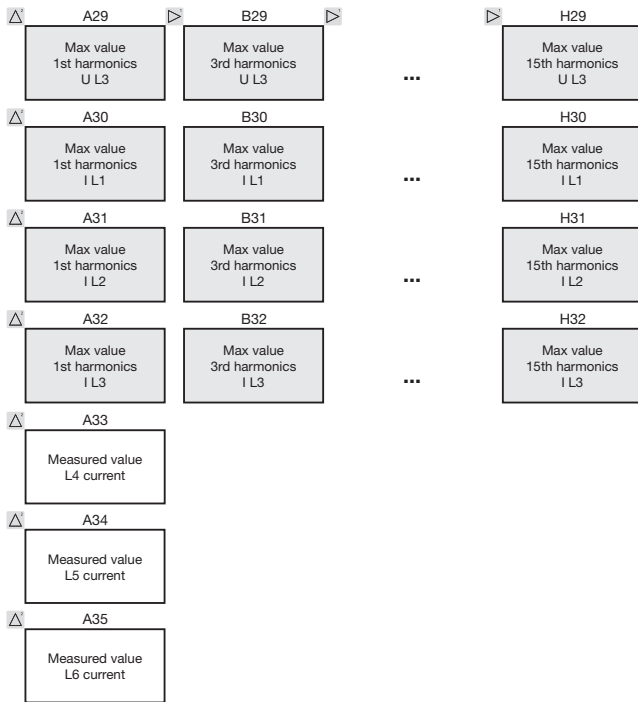 A29 B29 H29
Max value Max value Max value
1st harmonics 3rd harmonics 15th harmonics
U L3 U L3 ... U L3
A30 B30 H30
Max value Max value Max value
1st harmonics 3rd harmonics 15th harmonics
I L1 I L1 ... I L1
A31 B31 H31
Max value Max value Max value
1st harmonics 3rd harmonics 15th harmonics
I L2 I L2 ... I L2
A32 B32 H32
Max value Max value Max value
1st harmonics 3rd harmonics 15th harmonics
I L3 I L3 ... I L3
A33
Measured value
L4 current
A34
Measured value
L5 current
A35
Measured value
L6 current